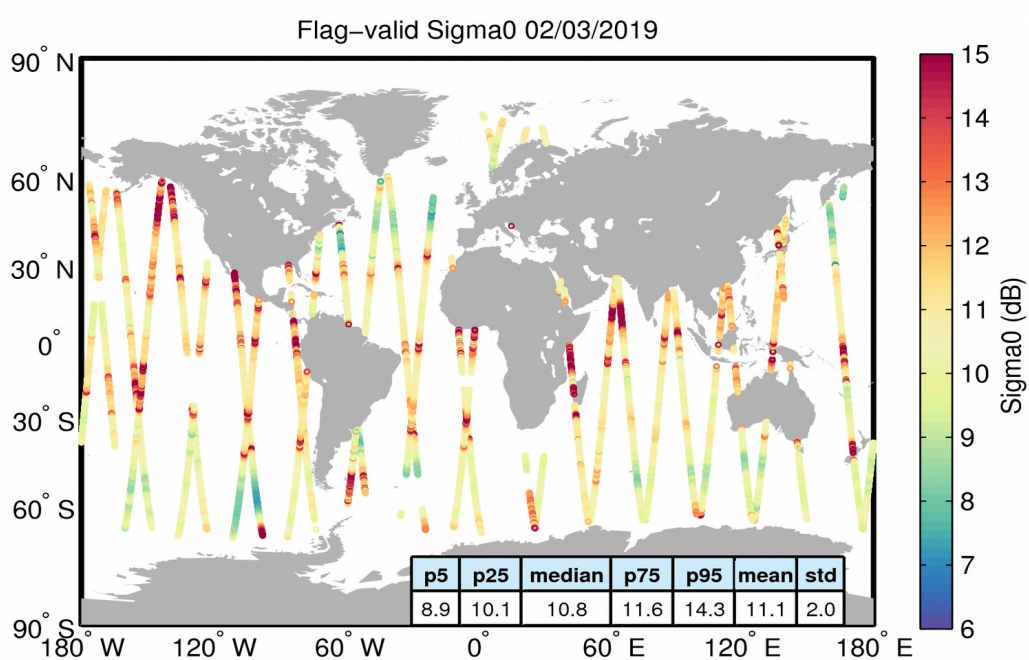 Flag−valid Sigma0 02/03/2019
90° N
60° N
30° N
0°
30° S
60° S
90° S
180° W 120° W 60° W 0° 60° E 120° E 180° E
p5 p25 median p75 p95 mean std
8.9 10.1 10.8 11.6 14.3 11.1 2.0
15
14
13
12
11
10
9
8
7
6
Sigma0 (dB)